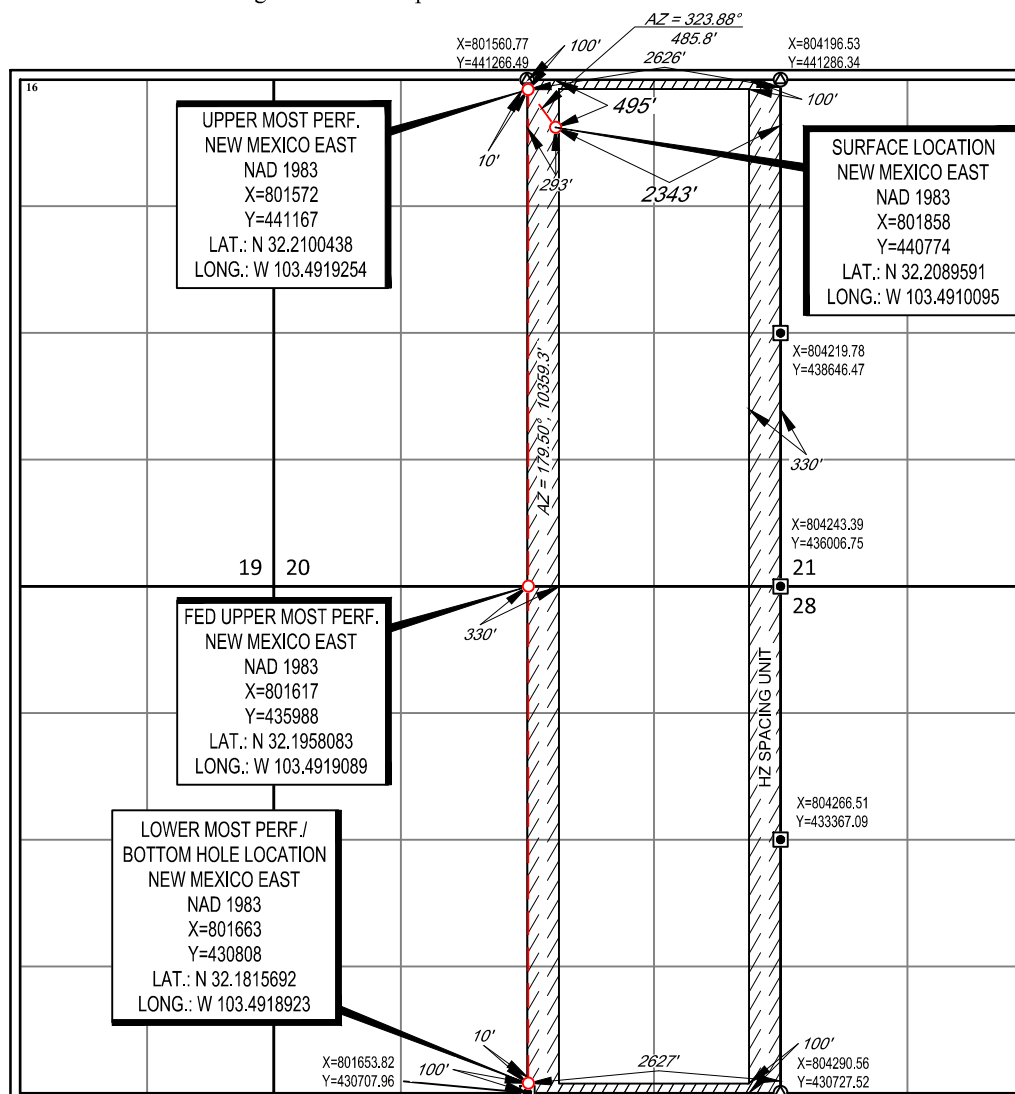 AZ = 323.88°
485.8'
X=801560.77
Y=441266.49
100'
2626'
X=804196.53
Y=441286.34
16
100'
495'
10'
293'
2343'
UPPER MOST PERF.
NEW MEXICO EAST
NAD 1983
X=801572
Y=441167
LAT.: N 32.2100438
LONG.: W 103.4919254
SURFACE LOCATION
NEW MEXICO EAST
NAD 1983
X=801858
Y=440774
LAT.: N 32.2089591
LONG.: W 103.4910095
X=804219.78
Y=438646.47
AZ = 179.50°, 10359.3'
330'
X=804243.39
Y=436006.75
19
20
21
28
FED UPPER MOST PERF.
NEW MEXICO EAST
NAD 1983
X=801617
Y=435988
LAT.: N 32.1958083
LONG.: W 103.4919089
330'
HZ SPACING UNIT
X=804266.51
Y=433367.09
LOWER MOST PERF./
BOTTOM HOLE LOCATION
NEW MEXICO EAST
NAD 1983
X=801663
Y=430808
LAT.: N 32.1815692
LONG.: W 103.4918923
10'
100'
2627'
100'
X=801653.82
Y=430707.96
X=804290.56
Y=430727.52